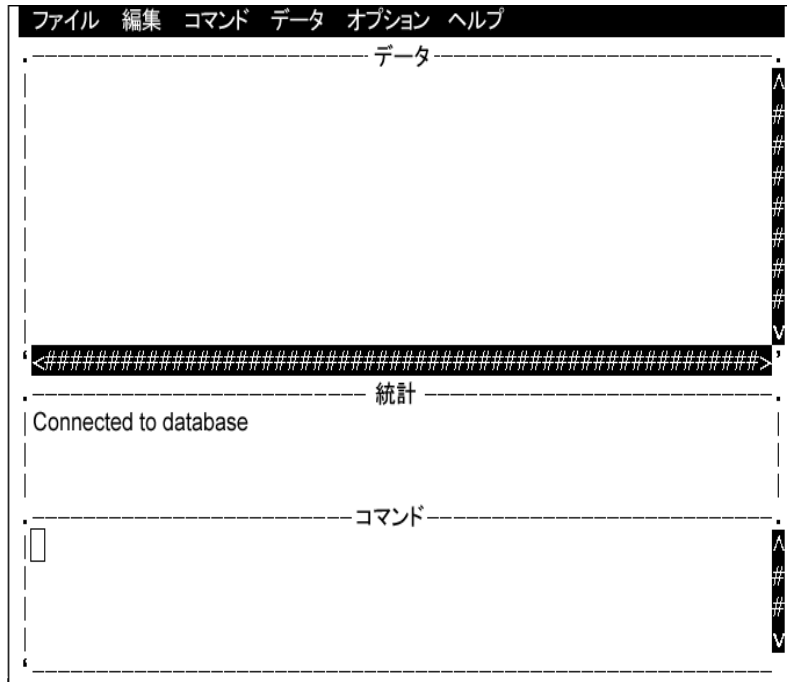 ファイル 編集 コマンド データ オプション ヘルプ
データ
統計
Connected to database
コマンド